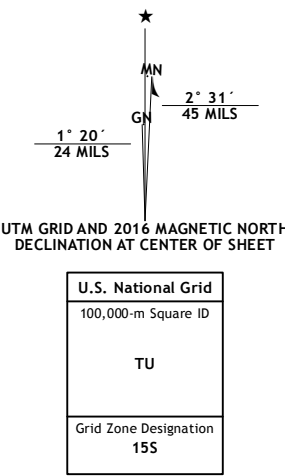 ★
MN
GN
2° 31´
45 MILS
1° 20´
24 MILS
UTM GRID AND 2016 MAGNETIC NORTH
DECLINATION AT CENTER OF SHEET
U.S. National Grid
100,000-m Square ID
TU
Grid Zone Designation
15S